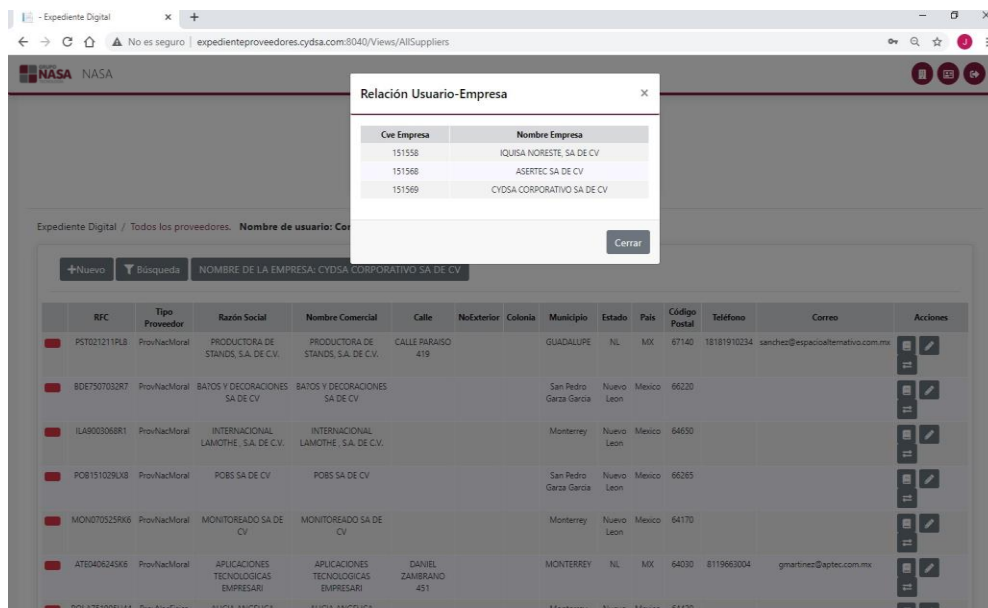 - Expediente Digital
No es seguro | expedienteproveedores.cydsa.com:8040/Views/AllSuppliers
GRUPO
NASA NASA
Relación Usuario-Empresa ×
Cve Empresa Nombre Empresa
151558 IQUISA NORESTE, SA DE CV
151568 ASERTEC SA DE CV
151569 CYDSA CORPORATIVO SA DE CV
Cerrar
Expediente Digital / Todos los proveedores. Nombre de usuario: Cor
+Nuevo Búsqueda NOMBRE DE LA EMPRESA: CYDSA CORPORATIVO SA DE CV
RFC Tipo Proveedor Razón Social Nombre Comercial Calle NoExterior Colonia Municipio Estado País Código Postal Teléfono Correo Acciones
PST021211PL8 ProvNacMoral PRODUCTORA DE STANDS, S.A. DE C.V. PRODUCTORA DE STANDS, S.A. DE C.V. CALLE PARAISO 419 GUADALUPE NL MX 67140 18181910234 sanchez@espacioalternativo.com.mx
BDE7507032R7 ProvNacMoral BA?OS Y DECORACIONES SA DE CV BA?OS Y DECORACIONES SA DE CV San Pedro Garza Garcia Nuevo Leon Mexico 66220
ILA9003068R1 ProvNacMoral INTERNACIONAL LAMOTHE , S.A. DE C.V. INTERNACIONAL LAMOTHE , S.A. DE C.V. Monterrey Nuevo Leon Mexico 64650
POB151029LX8 ProvNacMoral POBS SA DE CV POBS SA DE CV San Pedro Garza Garcia Nuevo Leon Mexico 66265
MON070525RK6 ProvNacMoral MONITOREADO SA DE CV MONITOREADO SA DE CV Monterrey Nuevo Leon Mexico 64170
ATE040624SK6 ProvNacMoral APLICACIONES TECNOLOGICAS EMPRESARI APLICACIONES TECNOLOGICAS EMPRESARI DANIEL ZAMBRANO 451 MONTERREY NL MX 64030 8119663004 gmartinez@aptec.com.mx